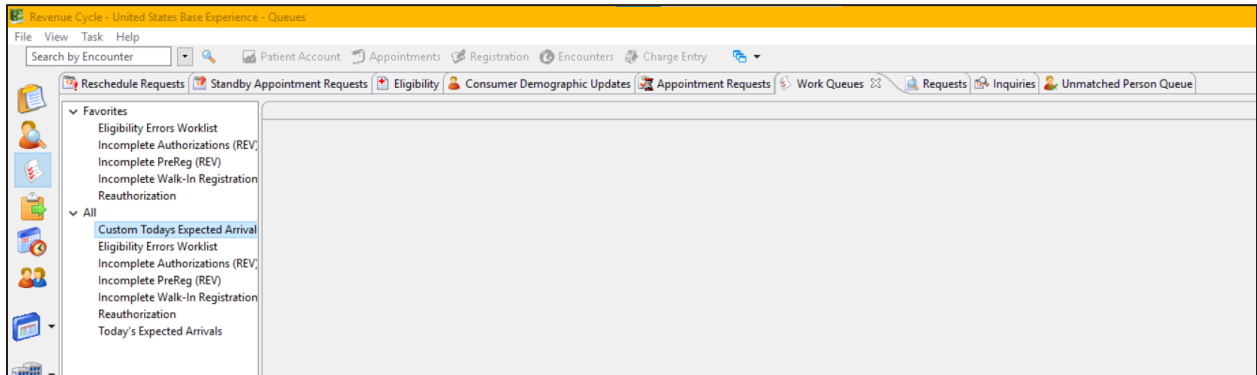 Revenue Cycle - United States Base Experience - Queues
File View Task Help
Search by Encounter Patient Account Appointments Registration Encounters Charge Entry
Reschedule Requests Standby Appointment Requests Eligibility Consumer Demographic Updates Appointment Requests Work Queues Requests Inquiries Unmatched Person Queue
Favorites
Eligibility Errors Worklist
Incomplete Authorizations (REV)
Incomplete PreReg (REV)
Incomplete Walk-In Registration
Reauthorization
All
Custom Todays Expected Arrival
Eligibility Errors Worklist
Incomplete Authorizations (REV)
Incomplete PreReg (REV)
Incomplete Walk-In Registration
Reauthorization
Today's Expected Arrivals